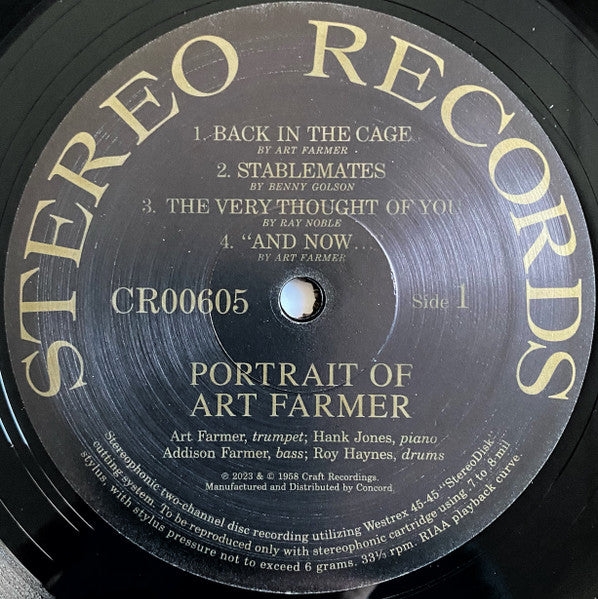 STEREO RECORDS
1. BACK IN THE CAGE
BY ART FARMER
2. STABLEMATES
BY BENNY GOLSON
3. THE VERY THOUGHT OF YOU
BY RAY NOBLE
4. "AND NOW...
BY ART FARMER
CR00605
Side 1
PORTRAIT OF
ART FARMER
Art Farmer, trumpet; Hank Jones, piano
Addison Farmer, bass; Roy Haynes, drums
℗ 2023 & © 1958 Craft Recordings.
Manufactured and Distributed by Concord.
Stereophonic two-channel disc recording utilizing Westrex 45-45 "StereoDisk"
cutting system. To be reproduced only with stereophonic cartridge using .7 to .8 mil
stylus, with stylus pressure not to exceed 6 grams. 33⅓ rpm. RIAA playback curve.